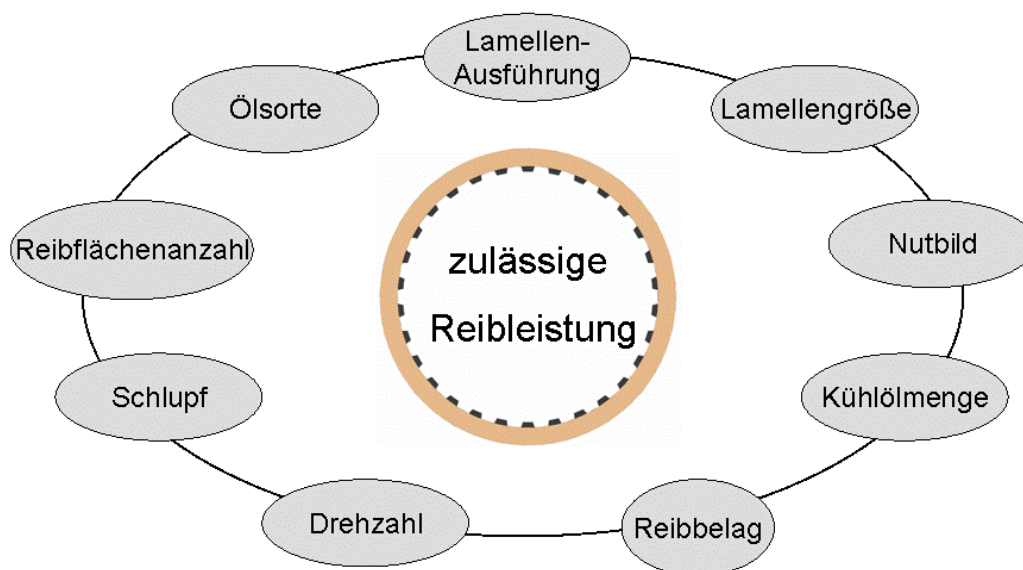 Lamellen-
Ausführung
Ölsorte
Lamellengröße
Reibflächenanzahl
Nutbild
zulässige
Reibleistung
Schlupf
Kühlölmenge
Drehzahl
Reibbelag